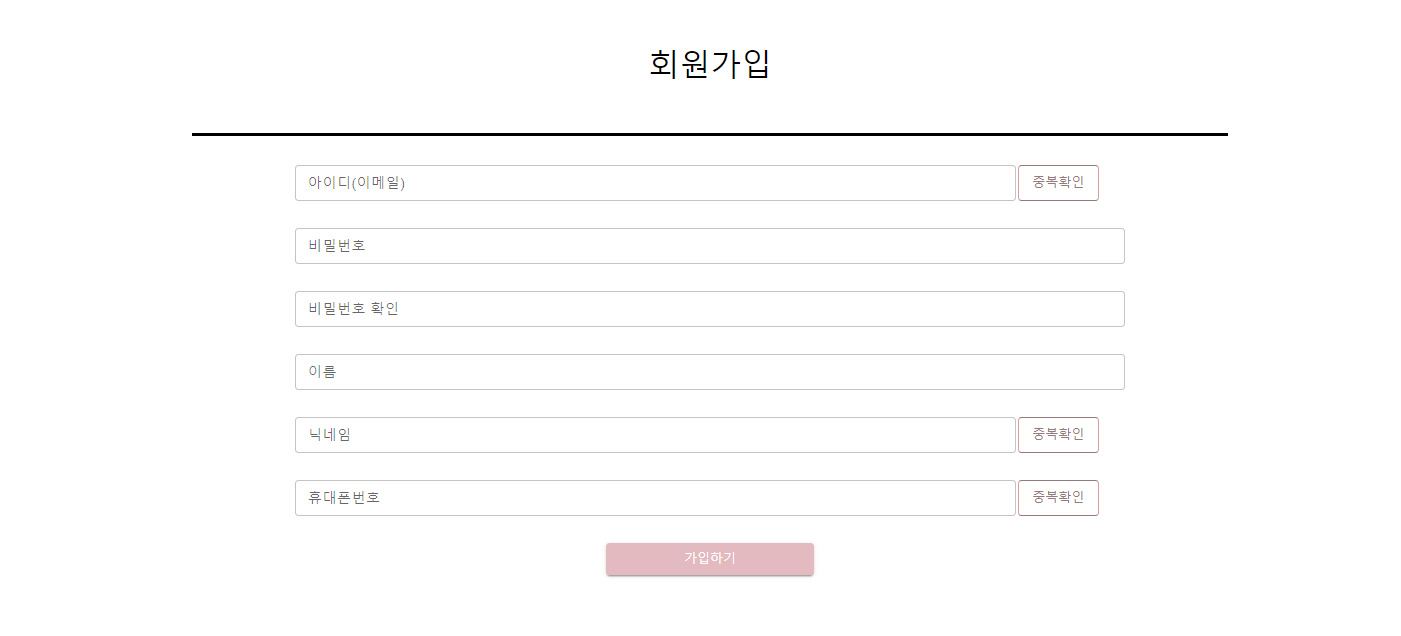 회원가입
아이디(이메일) 중복확인
비밀번호
비밀번호 확인
이름
닉네임 중복확인
휴대폰번호 중복확인
가입하기